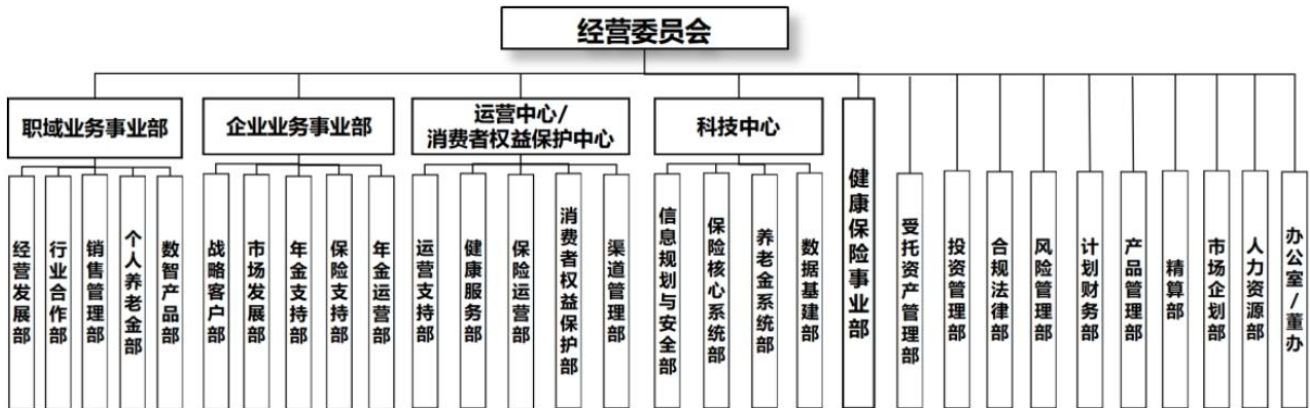 经营委员会
职域业务事业部
企业业务事业部
运营中心/
消费者权益保护中心
科技中心
健康保险事业部
经营发展部
行业合作部
销售管理部
个人养老金部
数智产品部
战略客户部
市场发展部
年金支持部
保险支持部
年金运营部
运营支持部
健康服务部
保险运营部
消费者权益保护部
渠道管理部
信息规划与安全部
保险核心系统部
养老金系统部
数据基建部
受托资产管理部
投资管理部
合规法律部
风险管理部
计划财务部
产品管理部
精算部
市场企划部
人力资源部
办公室/董办